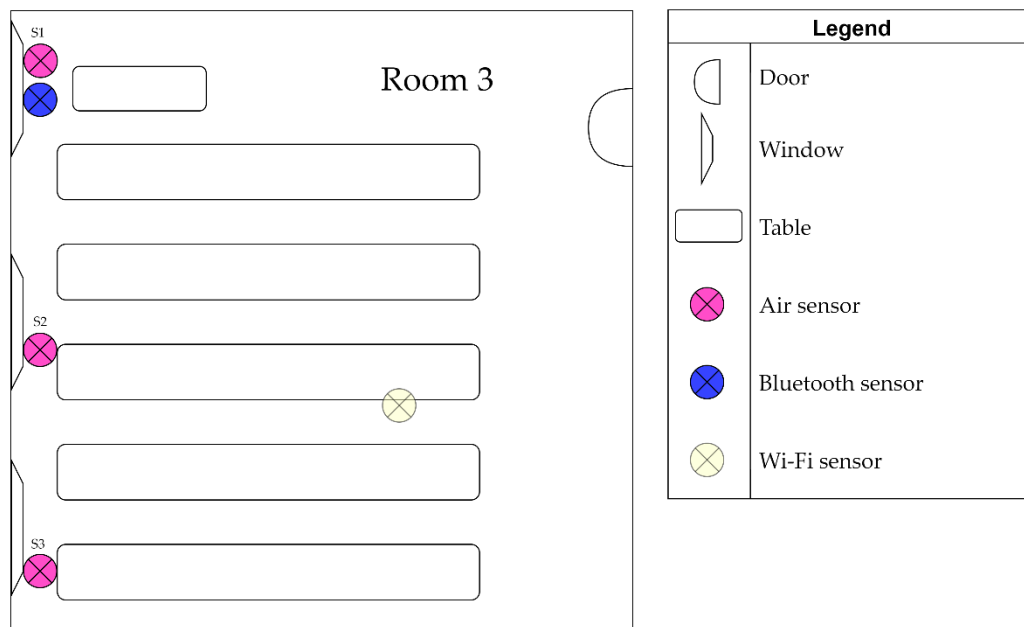 S1
Room 3
S2
S3
Legend
Door
Window
Table
Air sensor
Bluetooth sensor
Wi-Fi sensor